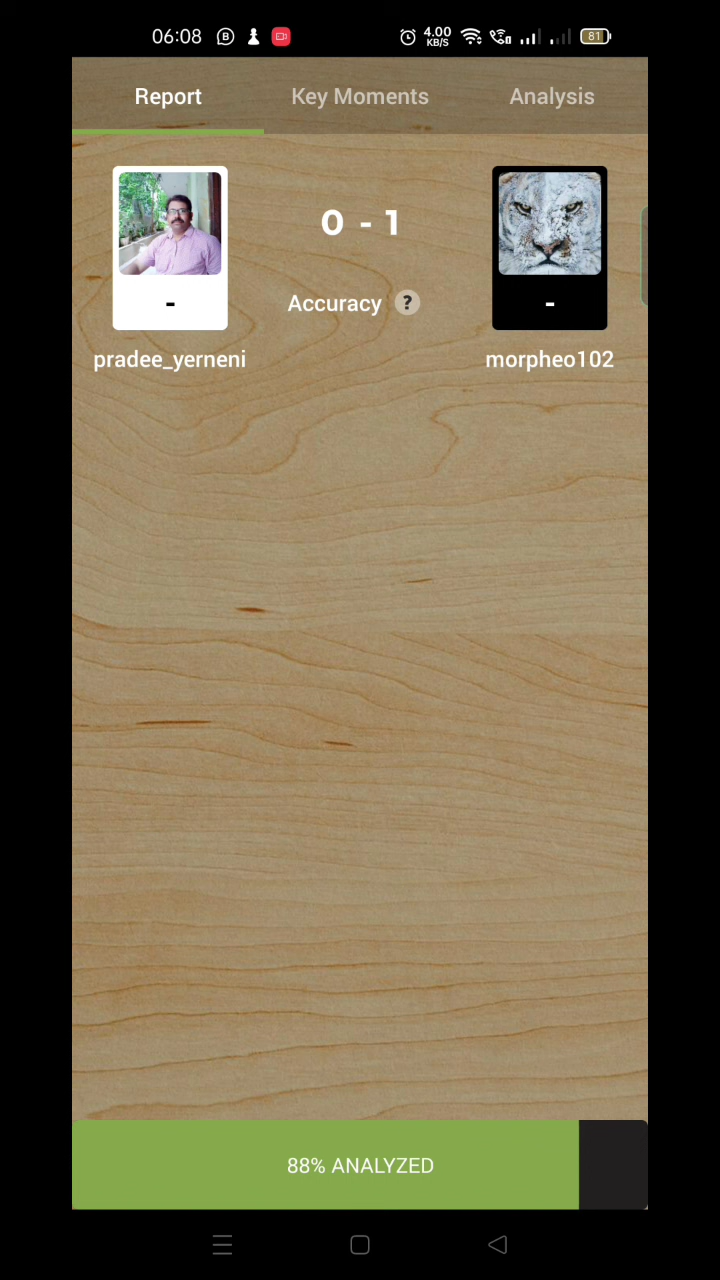 06:08 B 4.00 KB/S 81
Report Key Moments Analysis
0 - 1
- Accuracy ? -
pradee_yerneni morpheo102
88% ANALYZED